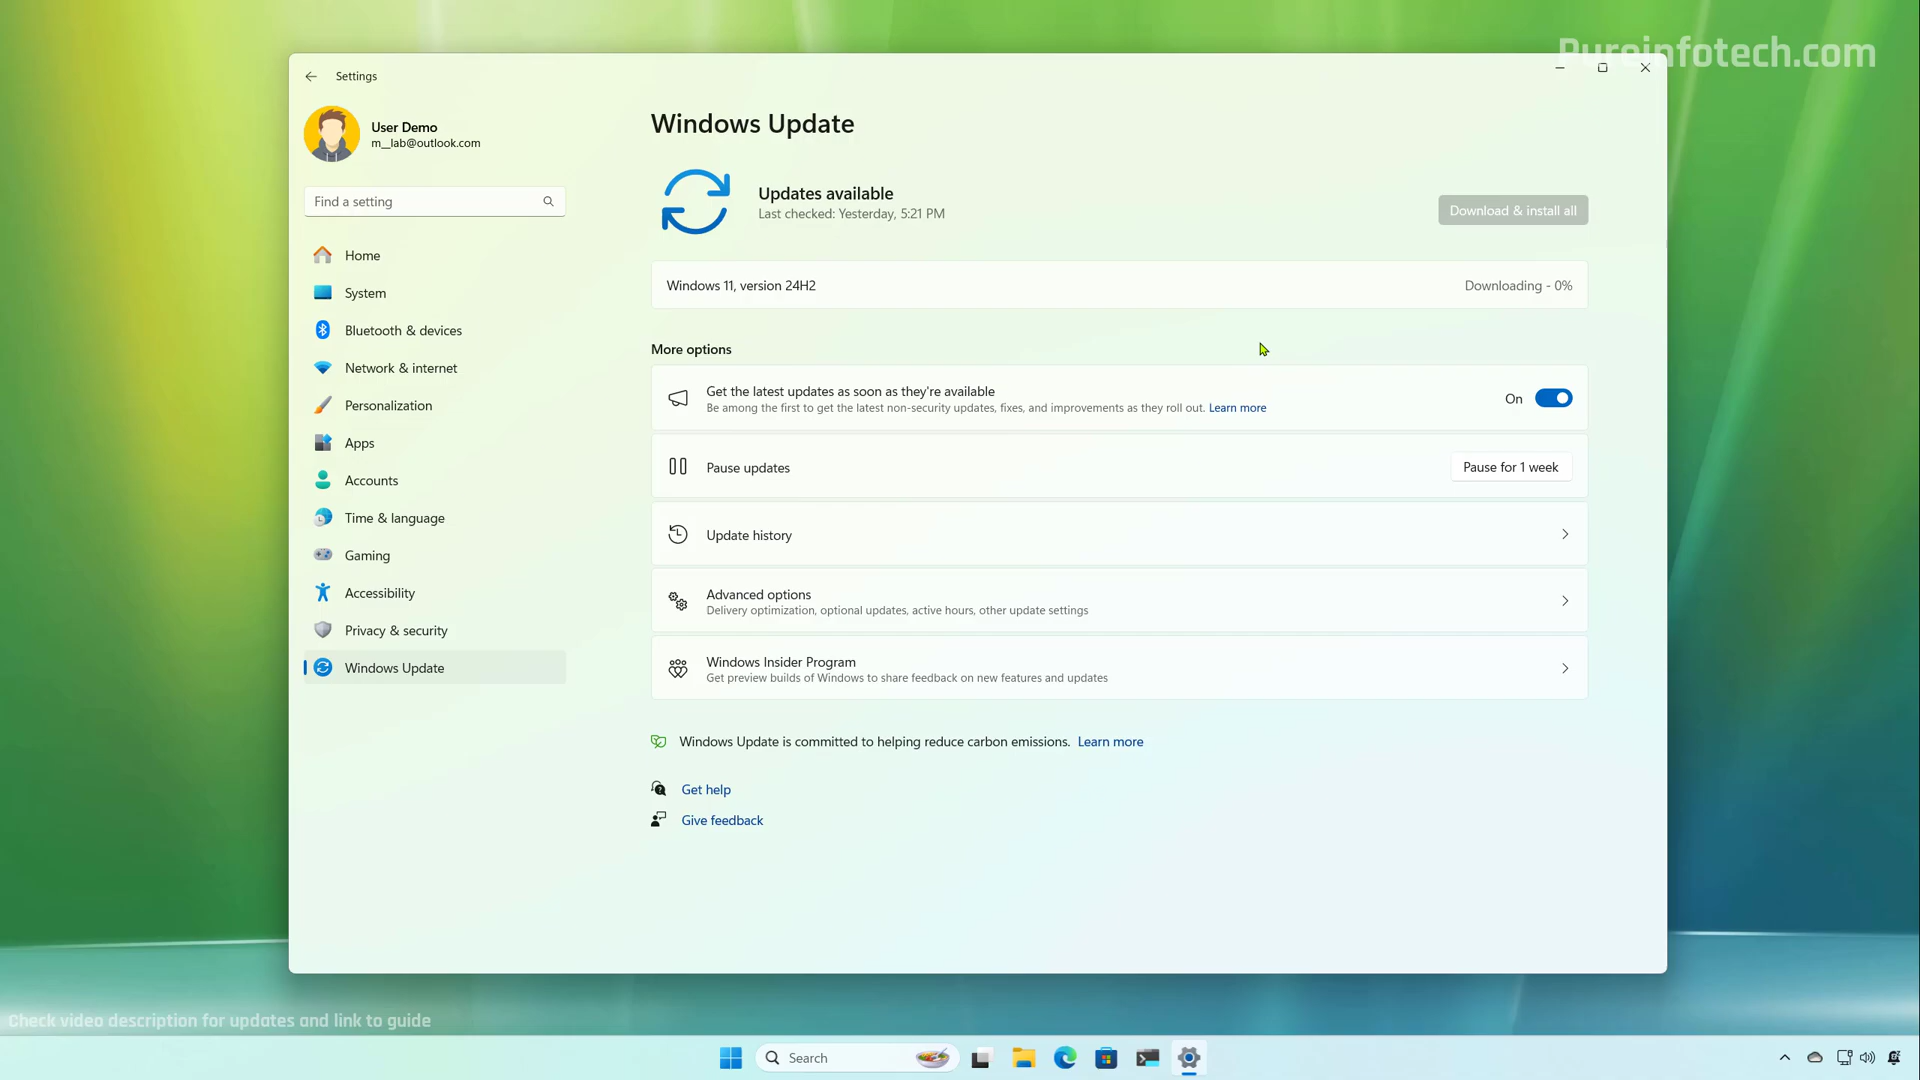 Pureinfotech.com
Settings
User Demo
m__lab@outlook.com
Find a setting
Home
System
Bluetooth & devices
Network & internet
Personalization
Apps
Accounts
Time & language
Gaming
Accessibility
Privacy & security
Windows Update
Windows Update
Updates available
Last checked: Yesterday, 5:21 PM
Download & install all
Windows 11, version 24H2
Downloading - 0%
More options
Get the latest updates as soon as they're available
Be among the first to get the latest non-security updates, fixes, and improvements as they roll out. Learn more
On
Pause updates
Pause for 1 week
Update history
Advanced options
Delivery optimization, optional updates, active hours, other update settings
Windows Insider Program
Get preview builds of Windows to share feedback on new features and updates
Windows Update is committed to helping reduce carbon emissions. Learn more
Get help
Give feedback
Check video description for updates and link to guide
Search